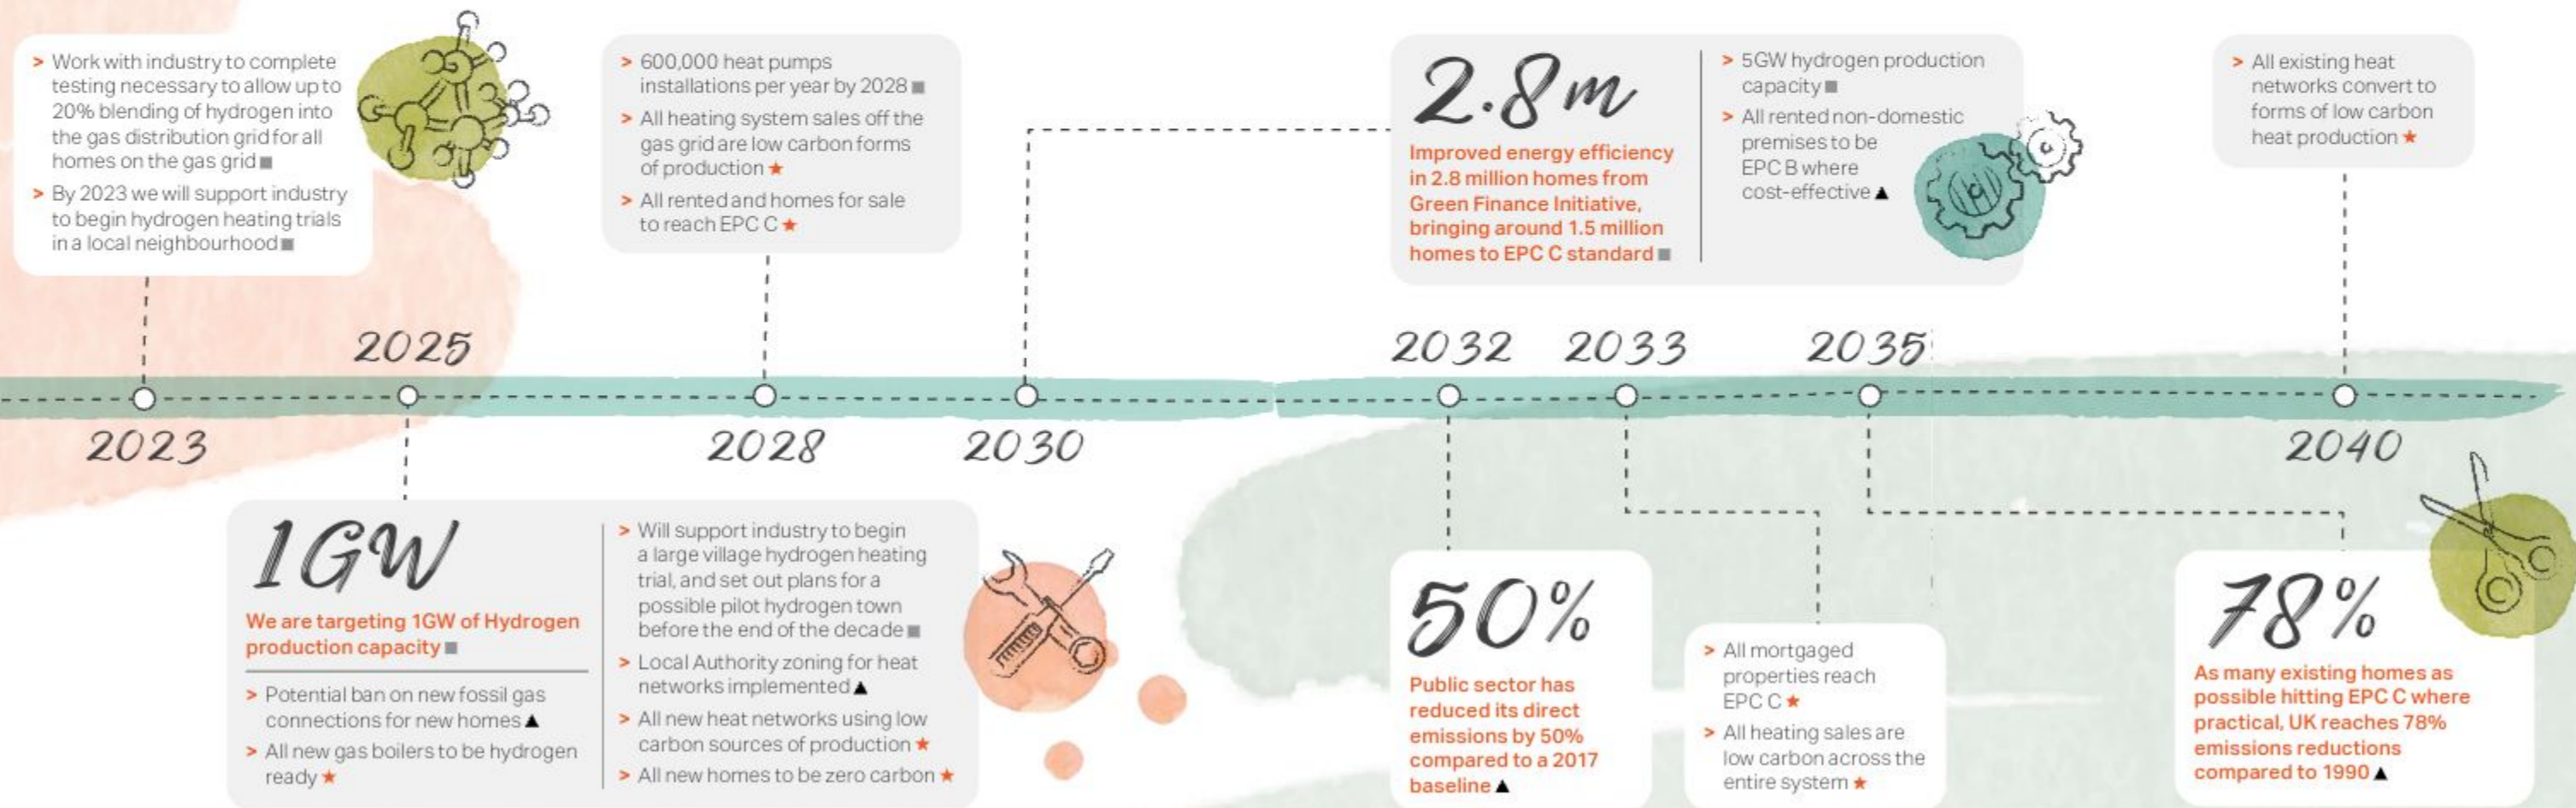 > Work with industry to complete
testing necessary to allow up to
20% blending of hydrogen into
the gas distribution grid for all
homes on the gas grid ■
> By 2023 we will support industry
to begin hydrogen heating trials
in a local neighbourhood ■
> 600,000 heat pumps
installations per year by 2028 ■
> All heating system sales off the
gas grid are low carbon forms
of production ★
> All rented and homes for sale
to reach EPC C ★
2.8m
Improved energy efficiency
in 2.8 million homes from
Green Finance Initiative,
bringing around 1.5 million
homes to EPC C standard ■
> 5GW hydrogen production
capacity ■
> All rented non-domestic
premises to be
EPC B where
cost-effective ▲
> All existing heat
networks convert to
forms of low carbon
heat production ★
2025
2032
2033
2035
2023
2028
2030
2040
1GW
We are targeting 1GW of Hydrogen
production capacity ■
> Potential ban on new fossil gas
connections for new homes ▲
> All new gas boilers to be hydrogen
ready ★
> Will support industry to begin
a large village hydrogen heating
trial, and set out plans for a
possible pilot hydrogen town
before the end of the decade ■
> Local Authority zoning for heat
networks implemented ▲
> All new heat networks using low
carbon sources of production ★
> All new homes to be zero carbon ★
50%
Public sector has
reduced its direct
emissions by 50%
compared to a 2017
baseline ▲
> All mortgaged
properties reach
EPC C ★
> All heating sales are
low carbon across the
entire system ★
78%
As many existing homes as
possible hitting EPC C where
practical, UK reaches 78%
emissions reductions
compared to 1990 ▲